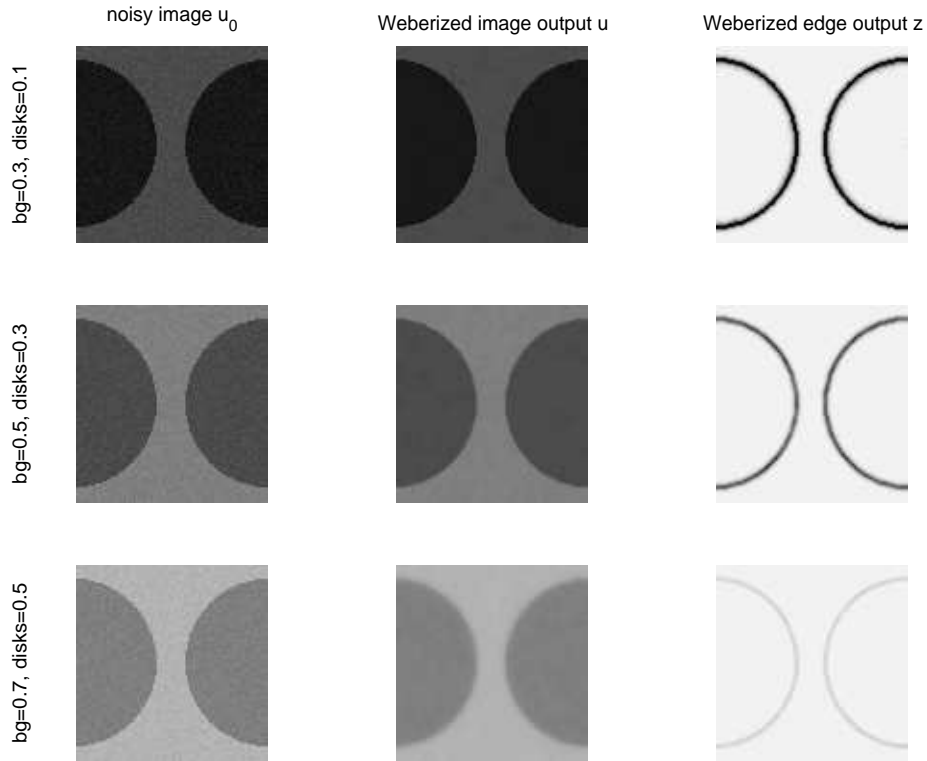 noisy image u0
Weberized image output u
Weberized edge output z
bg=0.3, disks=0.1
bg=0.5, disks=0.3
bg=0.7, disks=0.5